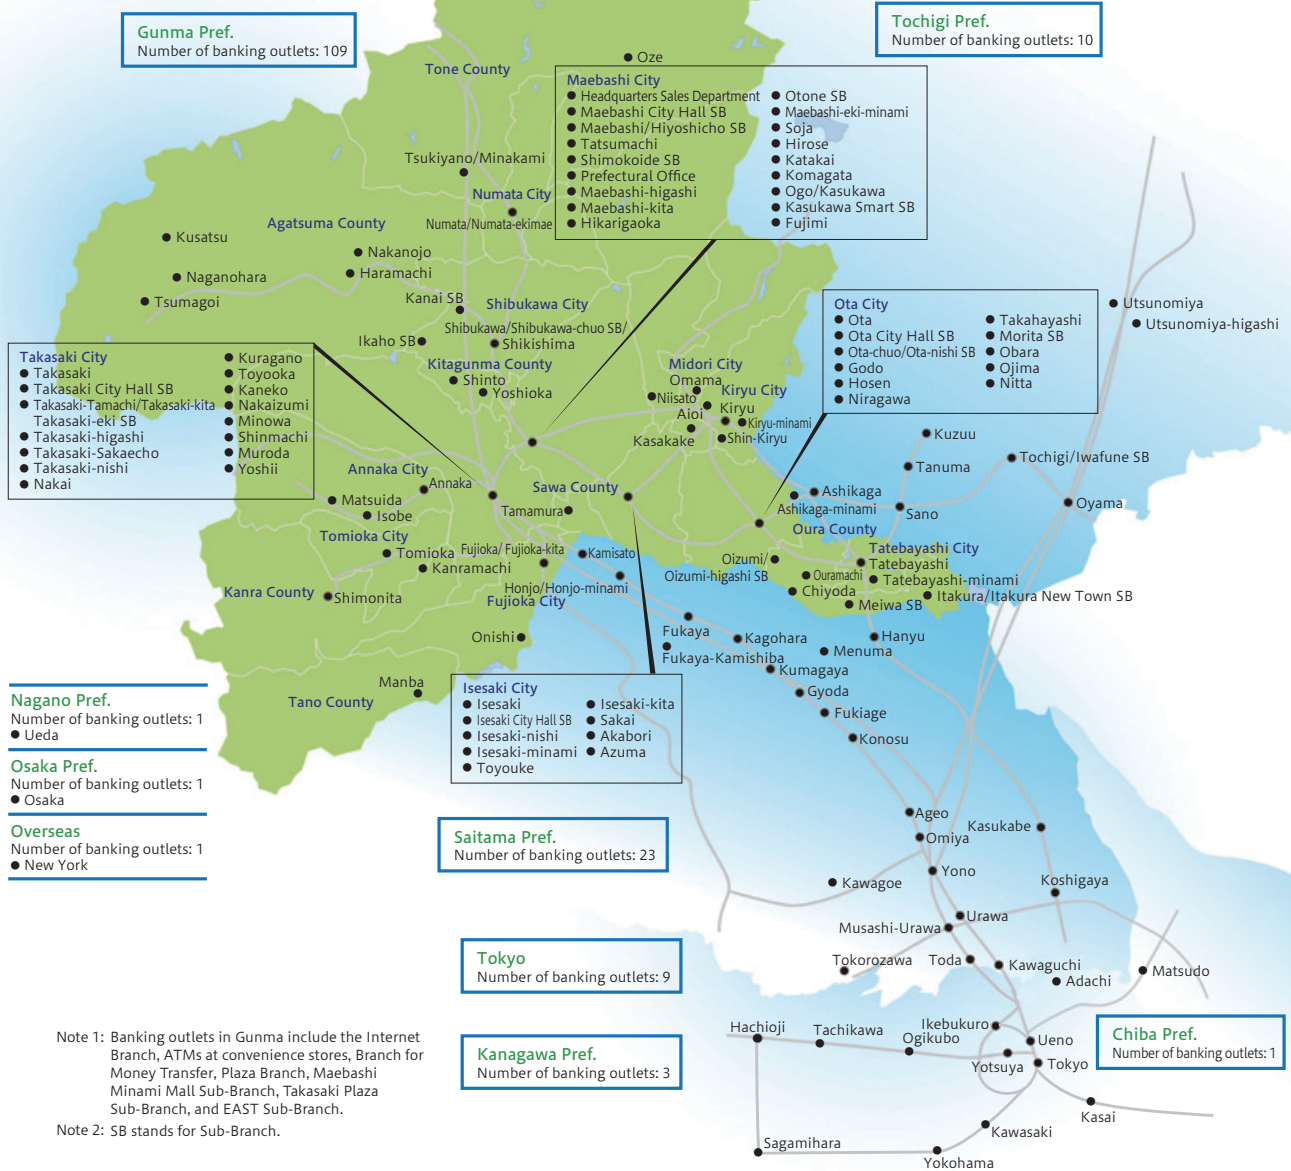 Gunma Pref.
Number of banking outlets: 109
Tochigi Pref.
Number of banking outlets: 10
Tone County
Oze
Maebashi City
Headquarters Sales Department
Maebashi City Hall SB
Maebashi/Hiyoshicho SB
Tatsumachi
Shimokoide SB
Prefectural Office
Maebashi-higashi
Maebashi-kita
Hikarigaoka
Otone SB
Maebashi-eki-minami
Soja
Hirose
Katakai
Komagata
Ogo/Kasukawa
Kasukawa Smart SB
Fujimi
Tsukiyano/Minakami
Numata City
Numata/Numata-ekimae
Agatsuma County
Kusatsu
Nakanojo
Naganohara
Haramachi
Tsumagoi
Kanai SB
Shibukawa City
Shibukawa/Shibukawa-chuo SB/
Shikishima
Ikaho SB
Kitagunma County
Shinto
Yoshioka
Takasaki City
Takasaki
Takasaki City Hall SB
Takasaki-Tamachi/Takasaki-kita
Takasaki-eki SB
Takasaki-higashi
Takasaki-Sakaecho
Takasaki-nishi
Nakai
Kuragano
Toyooka
Kaneko
Nakaizumi
Minowa
Shinmachi
Muroda
Yoshii
Midori City
Omama
Kiryu City
Niisato
Aioi
Kiryu
Kiryu-minami
Kasakake
Shin-Kiryu
Ota City
Ota
Ota City Hall SB
Ota-chuo/Ota-nishi SB
Godo
Hosen
Niragawa
Takahayashi
Morita SB
Obara
Ojima
Nitta
Utsunomiya
Utsunomiya-higashi
Kuzuu
Tanuma
Tochigi/Iwafune SB
Ashikaga
Ashikaga-minami
Sano
Oyama
Annaka City
Annaka
Matsuida
Isobe
Sawa County
Tamamura
Tomioka City
Tomioka
Kanramachi
Fujioka/ Fujioka-kita
Kamisato
Kanra County
Shimonita
Honjo/Honjo-minami
Fujioka City
Oura County
Tatebayashi City
Tatebayashi
Tatebayashi-minami
Oizumi/
Oizumi-higashi SB
Ouramachi
Chiyoda
Meiwa SB
Itakura/Itakura New Town SB
Onishi
Manba
Tano County
Fukaya
Fukaya-Kamishiba
Kagohara
Hanyu
Menuma
Kumagaya
Gyoda
Fukiage
Konosu
Isesaki City
Isesaki
Isesaki City Hall SB
Isesaki-nishi
Isesaki-minami
Toyouke
Isesaki-kita
Sakai
Akabori
Azuma
Nagano Pref.
Number of banking outlets: 1
Ueda
Osaka Pref.
Number of banking outlets: 1
Osaka
Overseas
Number of banking outlets: 1
New York
Saitama Pref.
Number of banking outlets: 23
Ageo
Kasukabe
Omiya
Yono
Kawagoe
Koshigaya
Urawa
Musashi-Urawa
Tokorozawa
Toda
Kawaguchi
Adachi
Matsudo
Tokyo
Number of banking outlets: 9
Kanagawa Pref.
Number of banking outlets: 3
Chiba Pref.
Number of banking outlets: 1
Hachioji
Tachikawa
Ogikubo
Ikebukuro
Ueno
Yotsuya
Tokyo
Kasai
Kawasaki
Sagamihara
Yokohama
Note 1: Banking outlets in Gunma include the Internet
Branch, ATMs at convenience stores, Branch for
Money Transfer, Plaza Branch, Maebashi
Minami Mall Sub-Branch, Takasaki Plaza
Sub-Branch, and EAST Sub-Branch.
Note 2: SB stands for Sub-Branch.